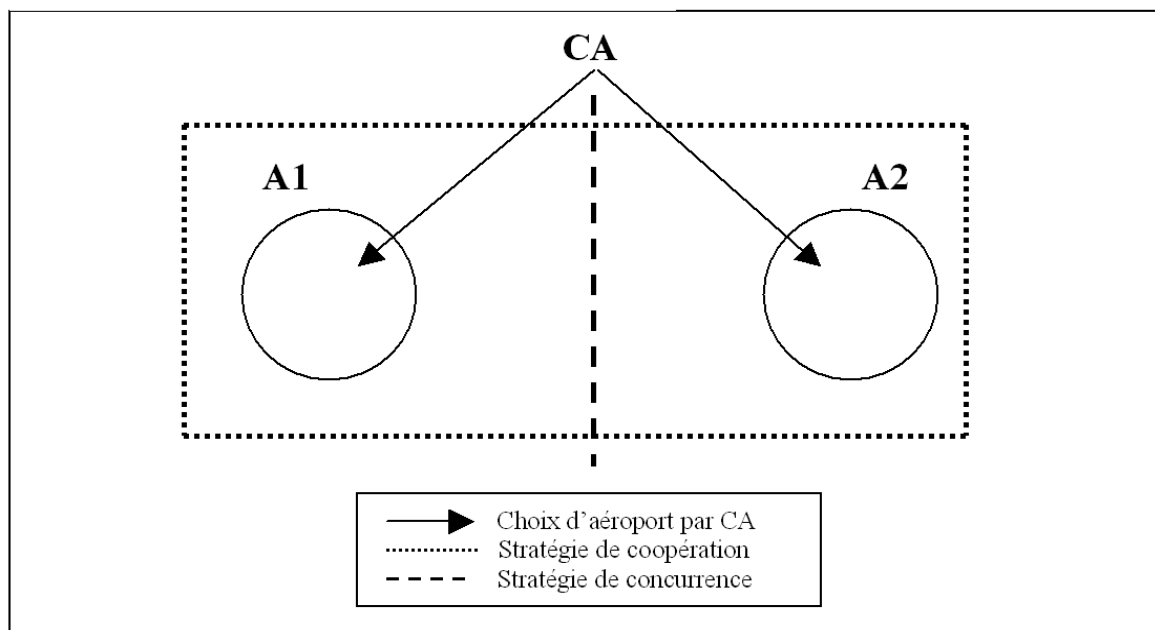 CA
A1
A2
Choix d'aéroport par CA
Stratégie de coopération
Stratégie de concurrence